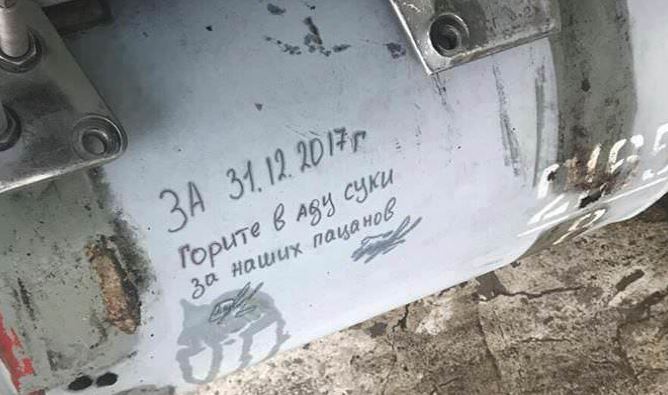 ЗА 31.12.2017г
горите в аду суки
за наших пацанов